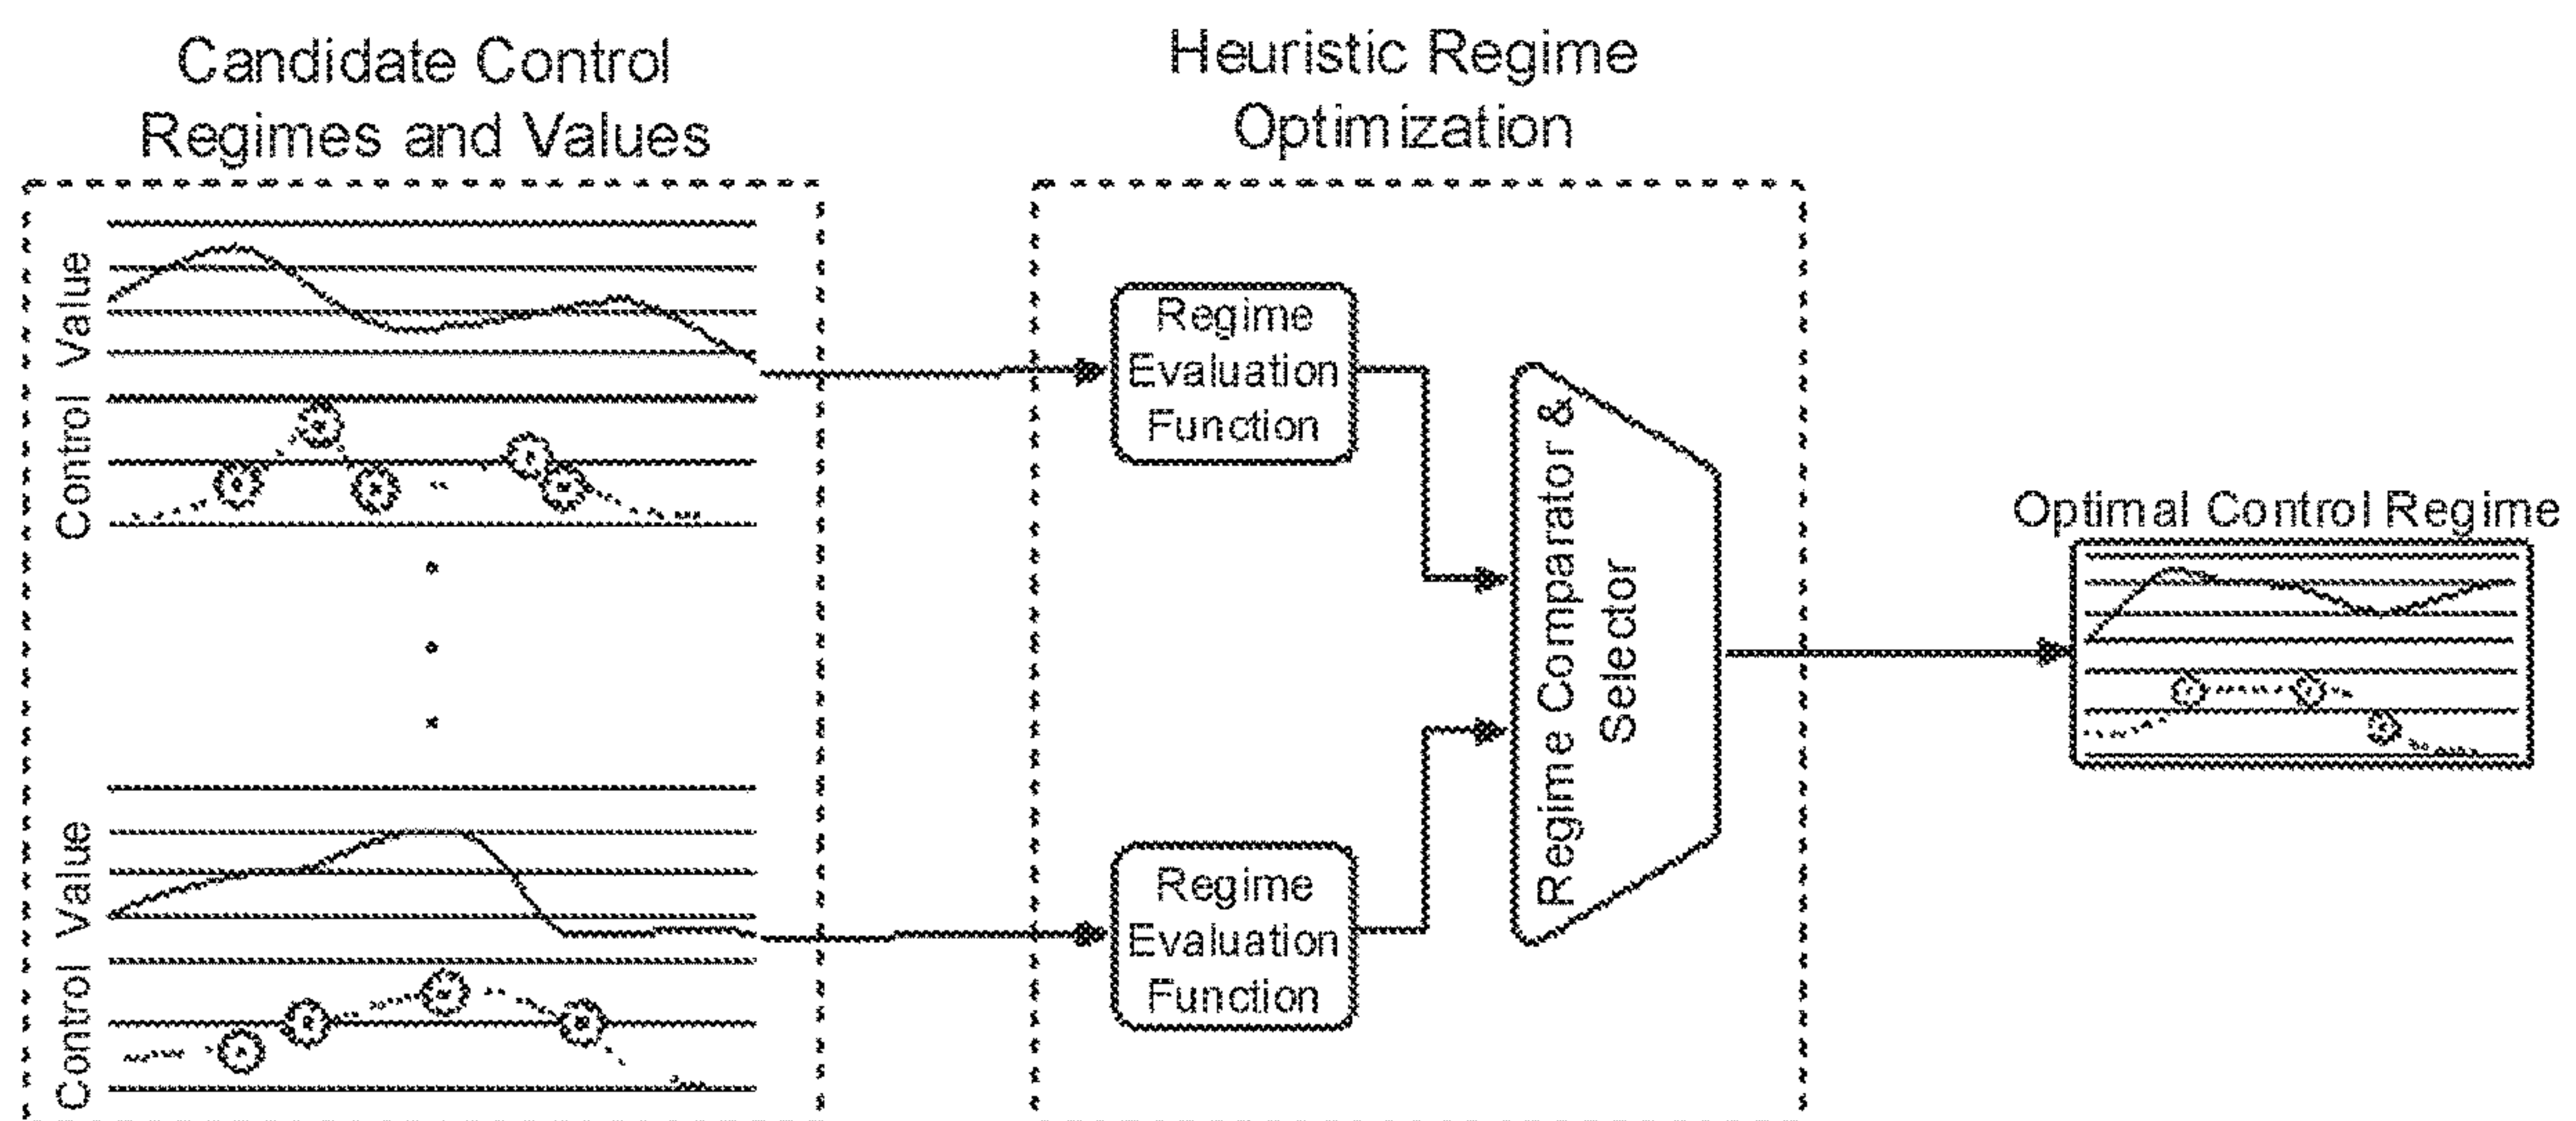 Candidate Control
Regimes and Values
Heuristic Regime
Optimization
Control Value
Regime
Evaluation
Function
Regime Comparator &
Selector
Optimal Control Regime
Control Value
Regime
Evaluation
Function